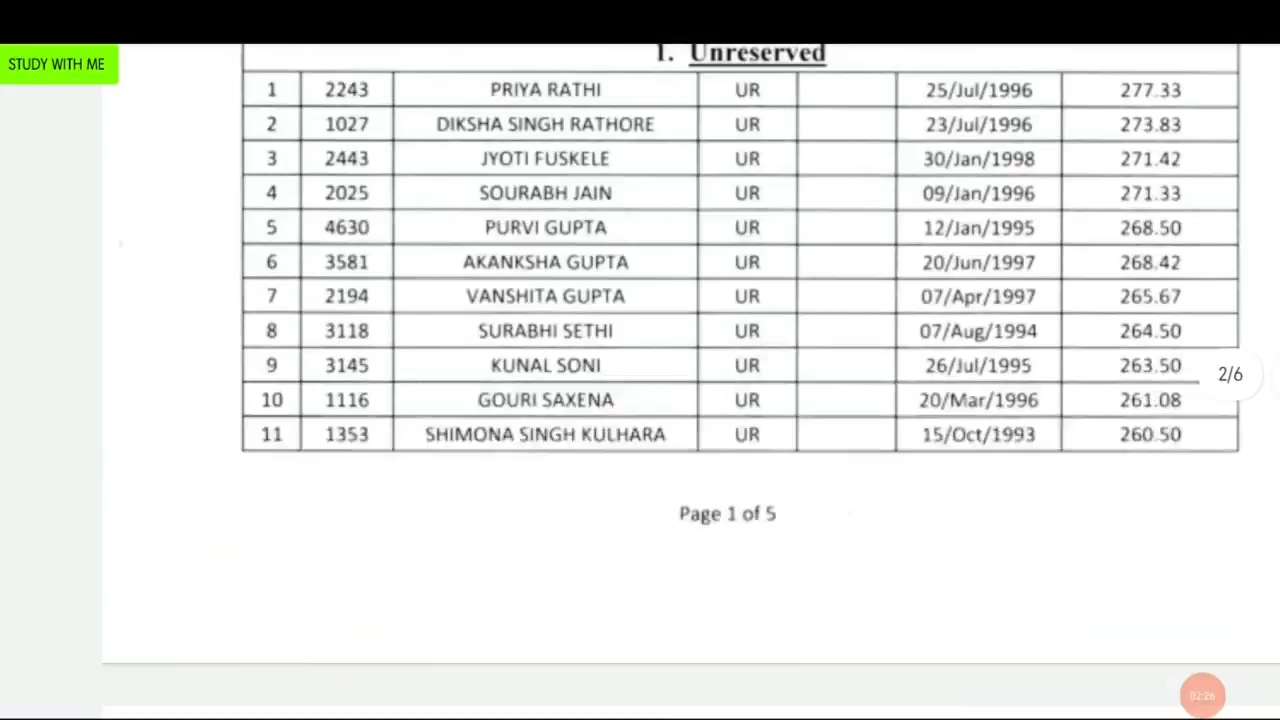 STUDY WITH ME
1. Unreserved
1 2243 PRIYA RATHI UR 25/Jul/1996 277.33
2 1027 DIKSHA SINGH RATHORE UR 23/Jul/1996 273.83
3 2443 JYOTI FUSKELE UR 30/Jan/1998 271.42
4 2025 SOURABH JAIN UR 09/Jan/1996 271.33
5 4630 PURVI GUPTA UR 12/Jan/1995 268.50
6 3581 AKANKSHA GUPTA UR 20/Jun/1997 268.42
7 2194 VANSHITA GUPTA UR 07/Apr/1997 265.67
8 3118 SURABHI SETHI UR 07/Aug/1994 264.50
9 3145 KUNAL SONI UR 26/Jul/1995 263.50
2/6
10 1116 GOURI SAXENA UR 20/Mar/1996 261.08
11 1353 SHIMONA SINGH KULHARA UR 15/Oct/1993 260.50
Page 1 of 5
02:26